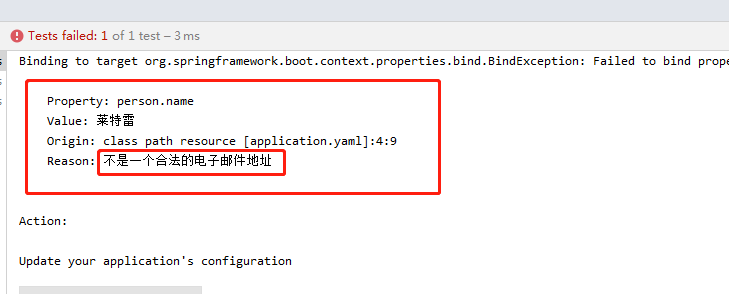 Tests failed: 1 of 1 test – 3 ms
Binding to target org.springframework.boot.context.properties.bind.BindException: Failed to bind prope
Property: person.name
Value: 莱特雷
Origin: class path resource [application.yaml]:4:9
Reason: 不是一个合法的电子邮件地址
Action:
Update your application's configuration